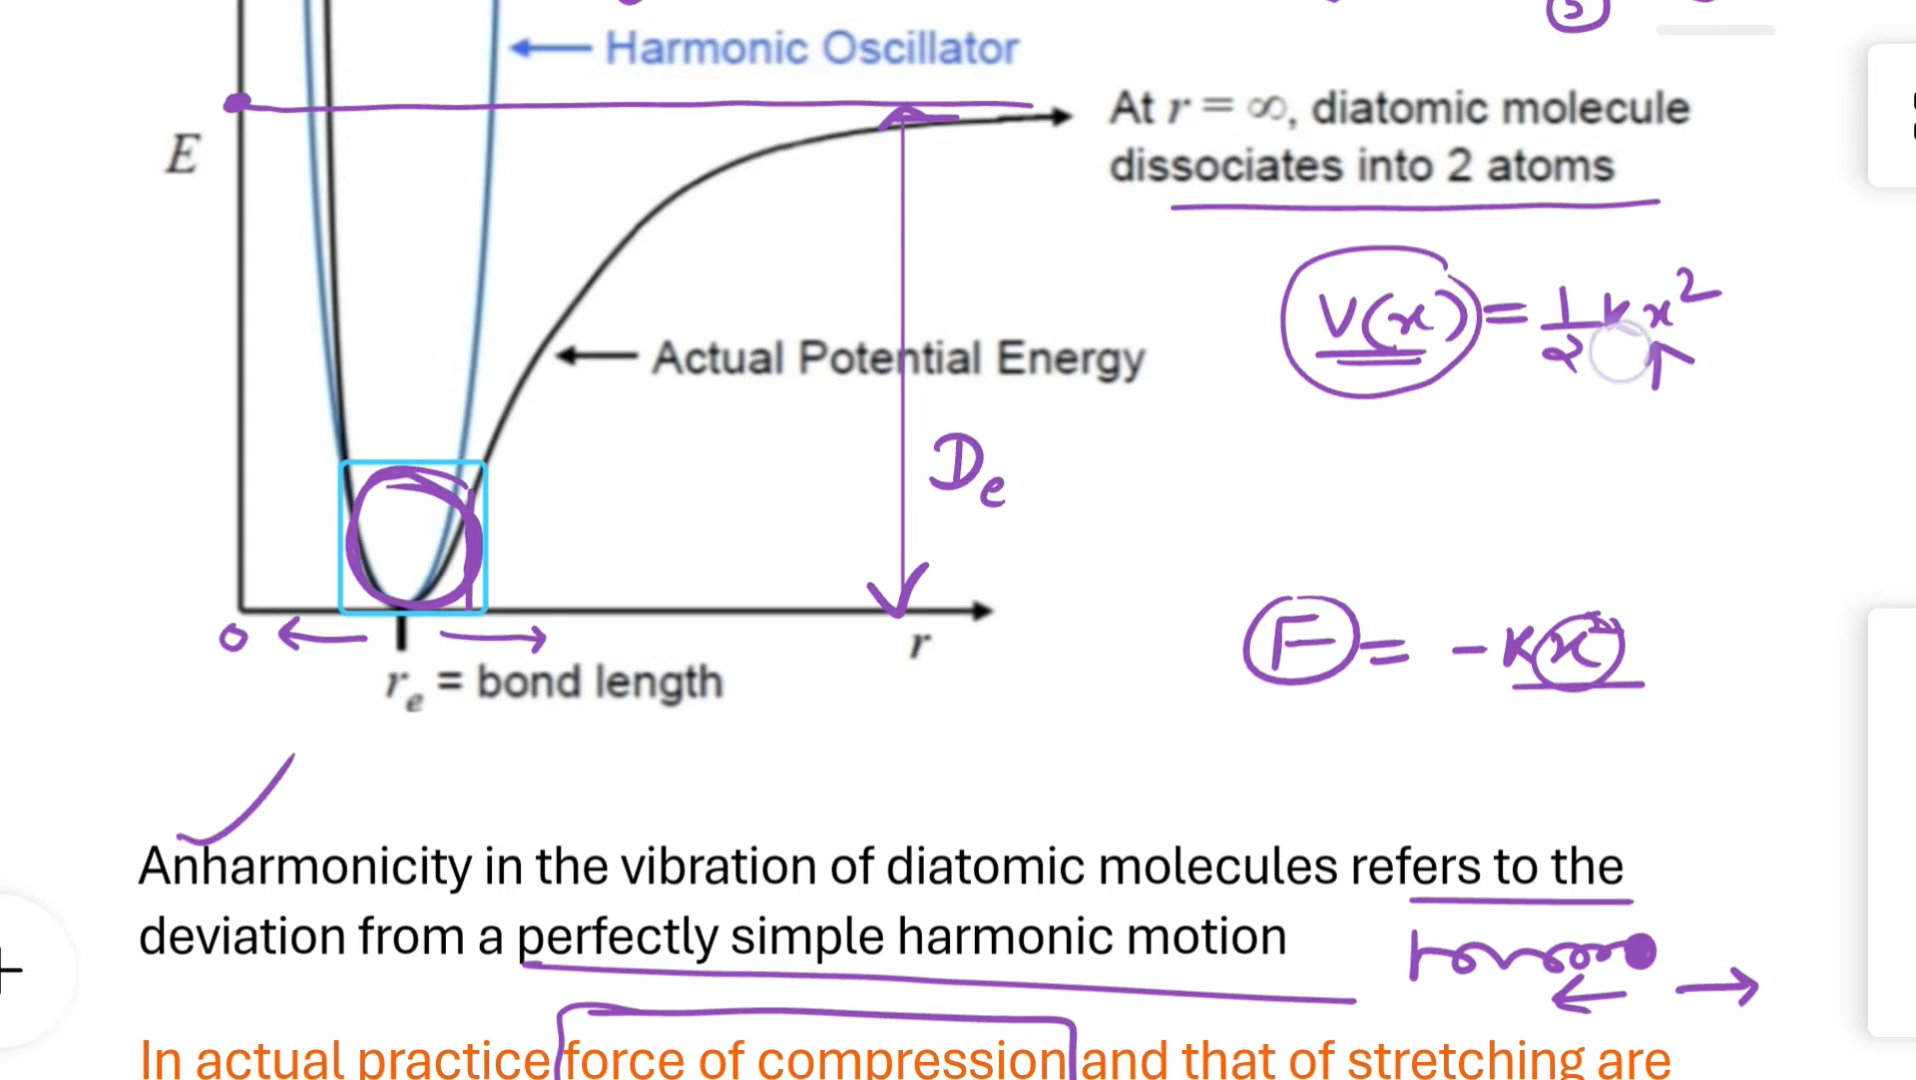 3
Harmonic Oscillator
At r = ∞, diatomic molecule
dissociates into 2 atoms
E
V(x) = 1/2 kx²
Actual Potential Energy
De
0
r
F = -kx
re = bond length
Anharmonicity in the vibration of diatomic molecules refers to the
deviation from a perfectly simple harmonic motion
In actual practice force of compression and that of stretching are